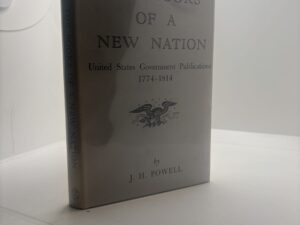 OF A
NEW NATION
United States Government Publications
1774-1814
by
J. H. POWELL